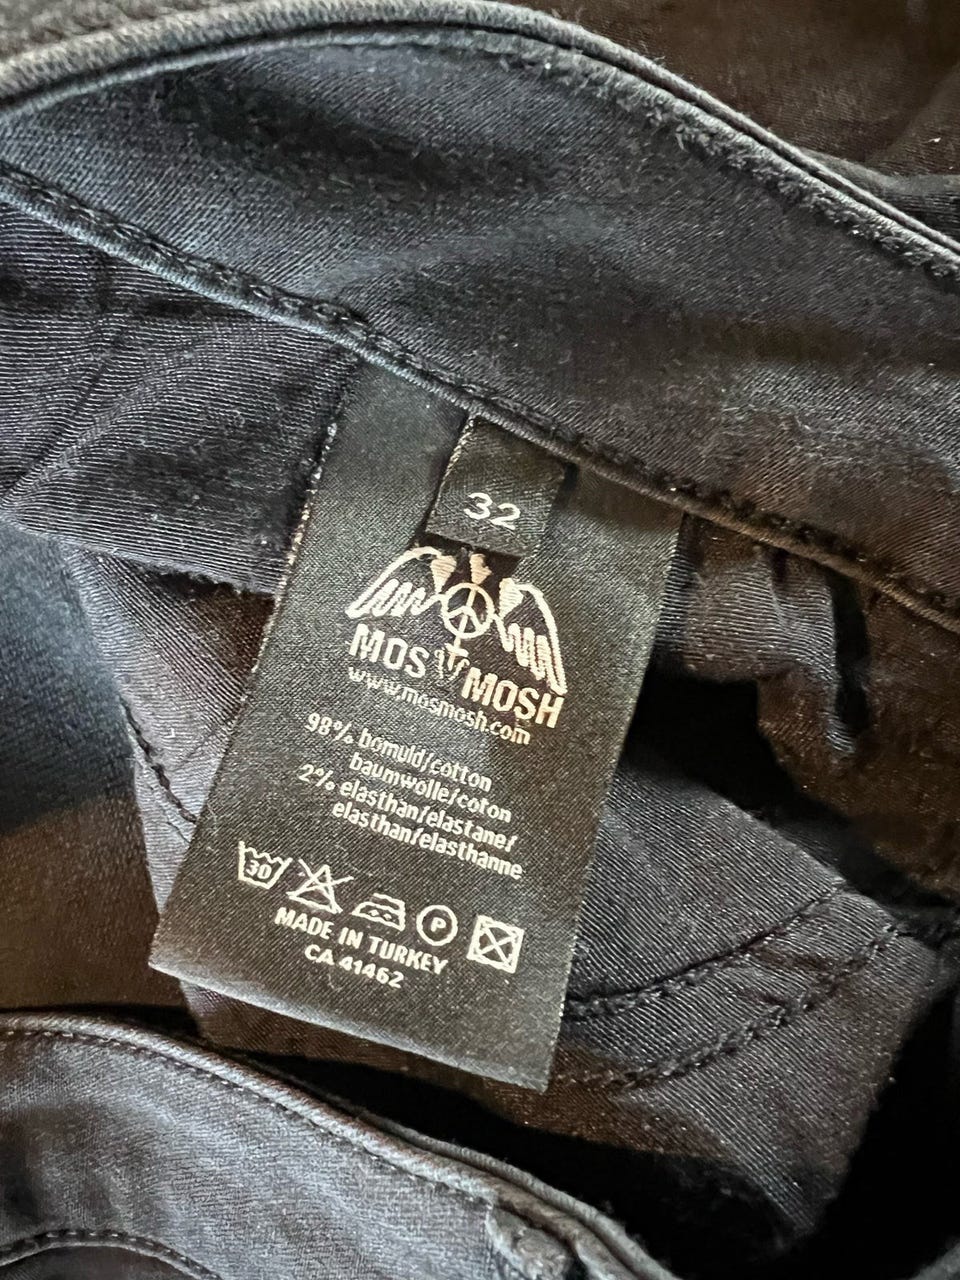 32
MOS MOSH
www.mosmosh.com
98% bomuld/cotton
baumwolle/coton
2% elasthan/elastane/
elasthan/elasthanne
30
P
MADE IN TURKEY
CA 41462